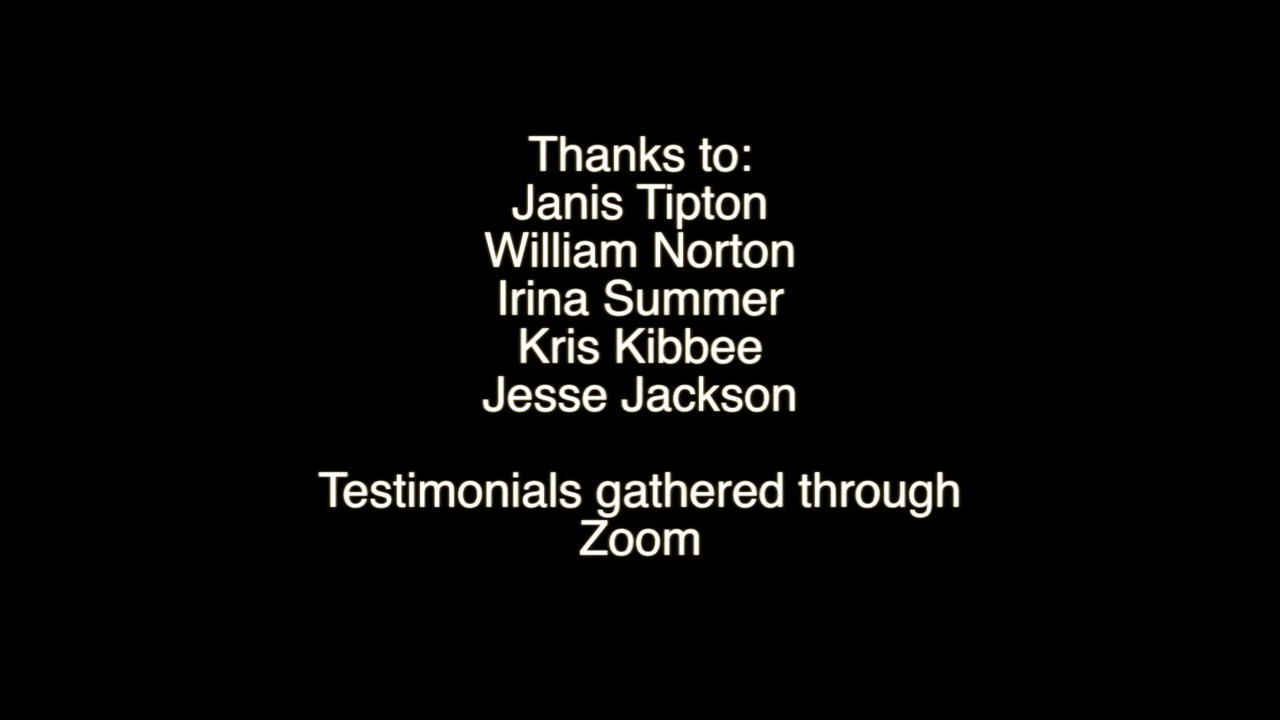 Thanks to:
Janis Tipton
William Norton
Irina Summer
Kris Kibbee
Jesse Jackson
Testimonials gathered through
Zoom